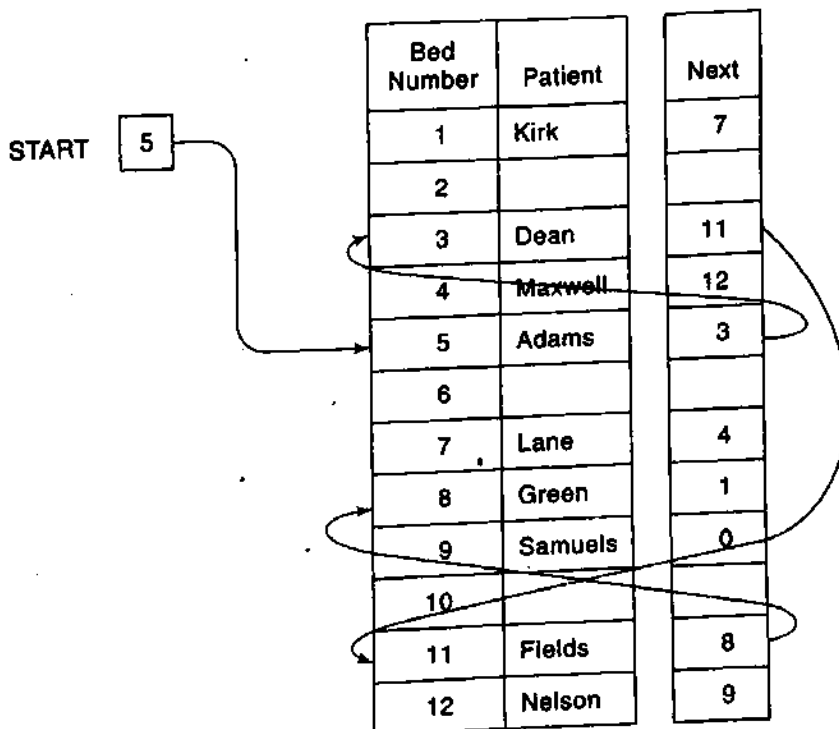 Bed Number Patient Next
1 Kirk 7
START 5
2
3 Dean 11
4 Maxwell 12
5 Adams 3
6
7 Lane 4
8 Green 1
9 Samuels 0
10
11 Fields 8
12 Nelson 9